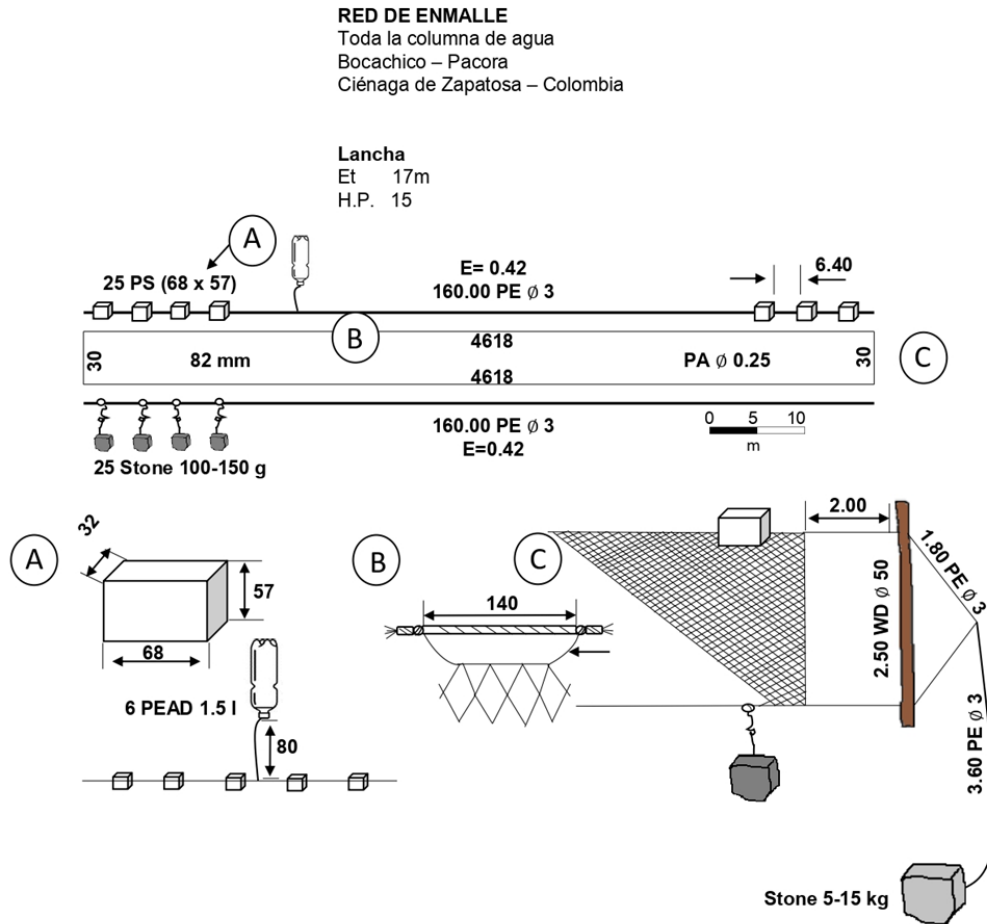 RED DE ENMALLE
Toda la columna de agua
Bocachico – Pacora
Ciénaga de Zapatosa – Colombia
Lancha
Et 17m
H.P. 15
A
25 PS (68 x 57)
E= 0.42
160.00 PE ∅ 3
6.40
B
30
82 mm
4618
4618
PA ∅ 0.25
30
C
160.00 PE ∅ 3
E=0.42
0 5 10
m
25 Stone 100-150 g
A
32
57
68
6 PEAD 1.5 l
80
B
140
C
2.00
2.50 WD ∅ 50
1.80 PE ∅ 3
3.60 PE ∅ 3
Stone 5-15 kg